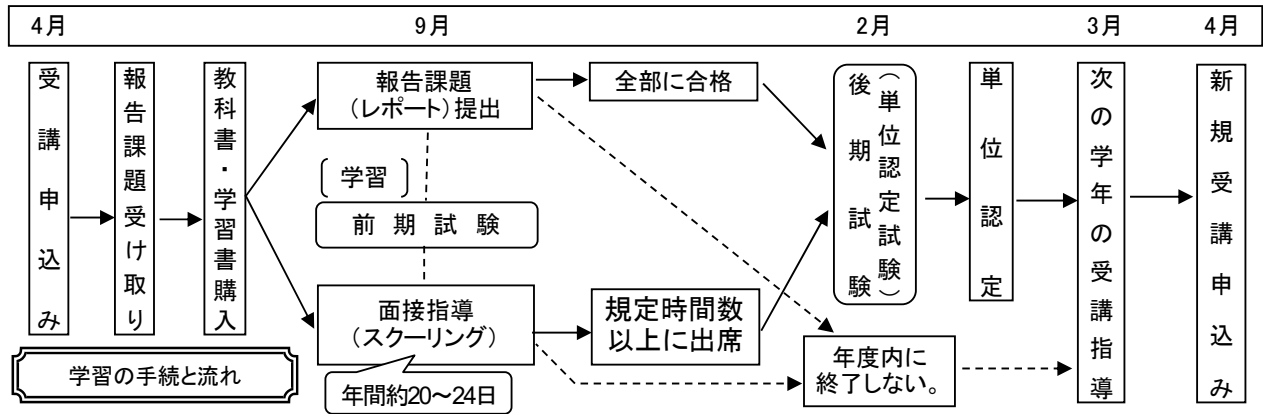 4月
9月
2月
3月
4月
受講申込み
報告課題受け取り
教科書・学習書購入
報告課題
(レポート)提出
〔学習〕
前期試験
面接指導
(スクーリング)
年間約20～24日
全部に合格
規定時間数
以上に出席
(単位認定試験)
後期試験
年度内に
終了しない。
単位認定
次の学年の受講指導
新規受講申込み
学習の手続と流れ